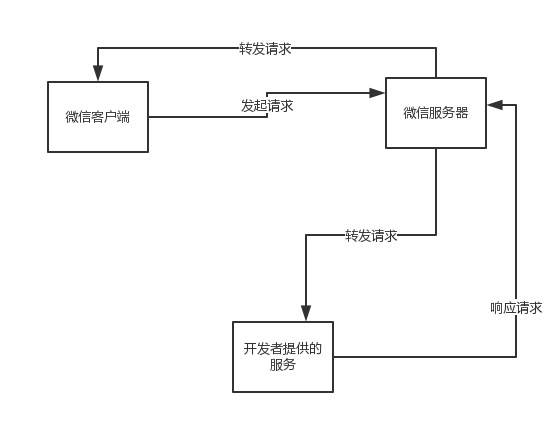 转发请求
微信客户端
发起请求
微信服务器
转发请求
响应请求
开发者提供的
服务